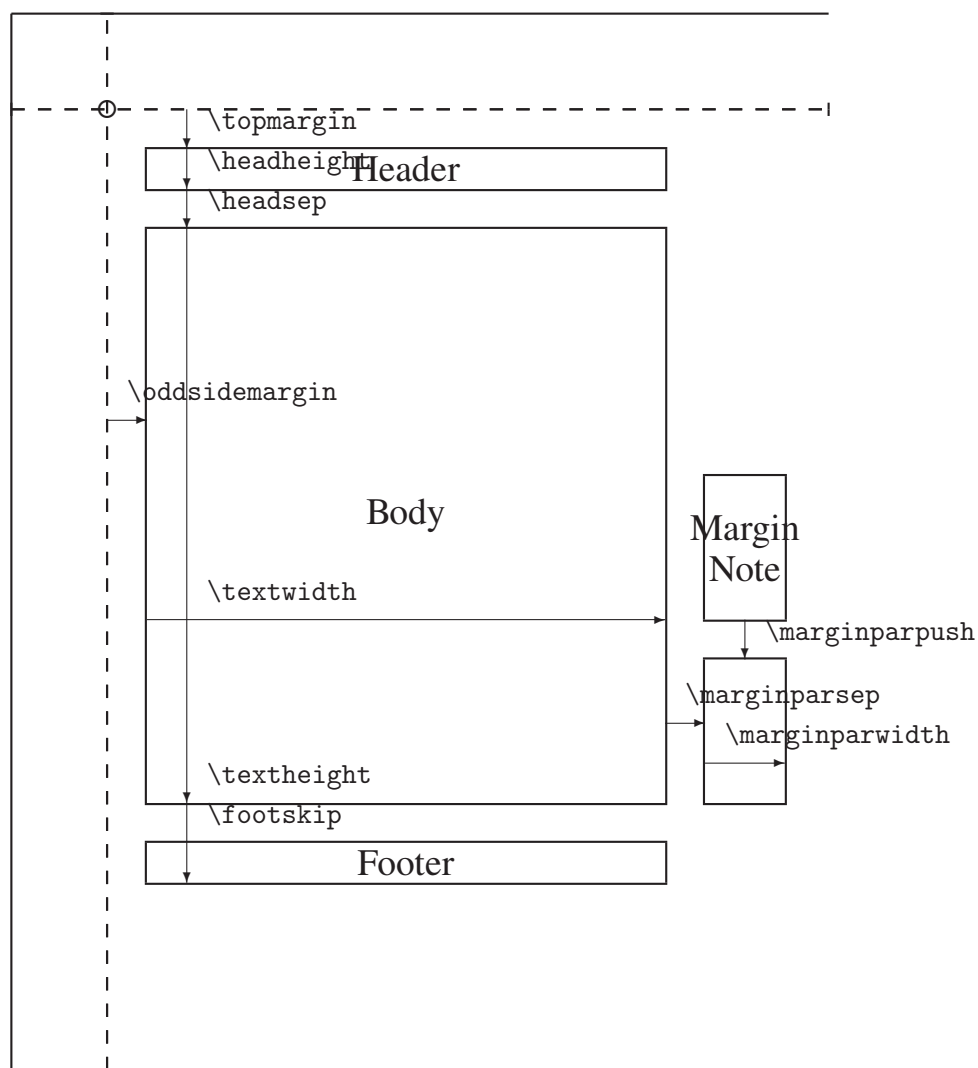 \topmargin
\headheight
Header
\headsep
\oddsidemargin
Body
Margin
Note
\textwidth
\marginparpush
\marginparsep
\marginparwidth
\textheight
\footskip
Footer